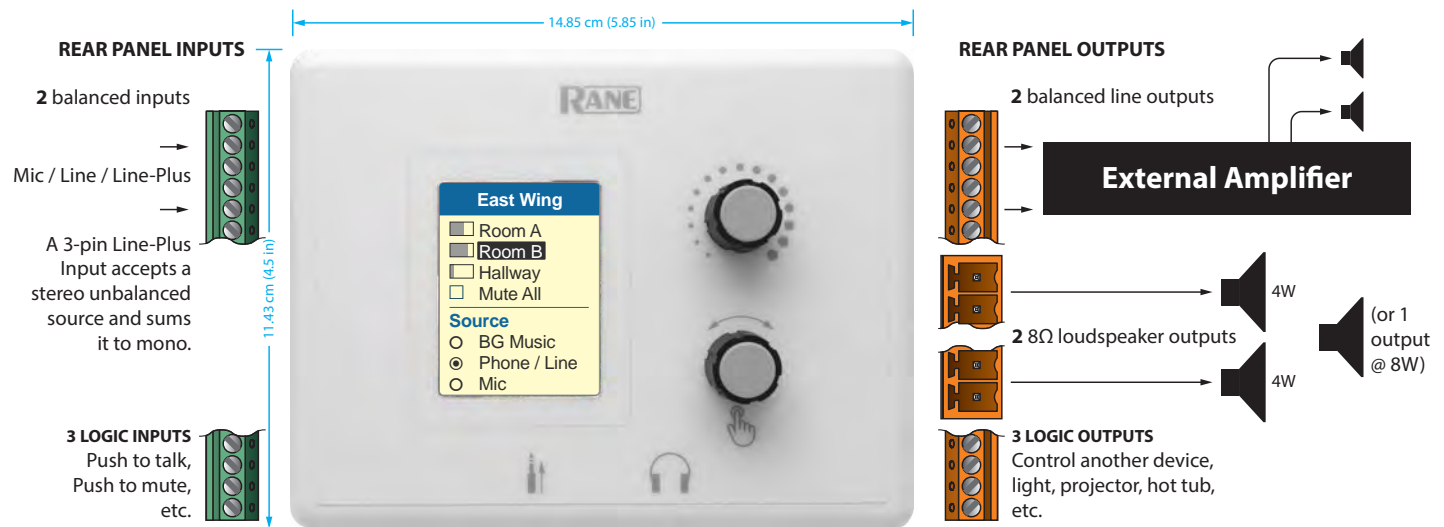 14.85 cm (5.85 in)
REAR PANEL INPUTS
2 balanced inputs
Mic / Line / Line-Plus
A 3-pin Line-Plus
Input accepts a
stereo unbalanced
source and sums
it to mono.
3 LOGIC INPUTS
Push to talk,
Push to mute,
etc.
11.43 cm (4.5 in)
RANE
East Wing
Room A
Room B
Hallway
Mute All
Source
BG Music
Phone / Line
Mic
REAR PANEL OUTPUTS
2 balanced line outputs
External Amplifier
4W
2 8Ω loudspeaker outputs
4W
(or 1
output
@ 8W)
3 LOGIC OUTPUTS
Control another device,
light, projector, hot tub,
etc.